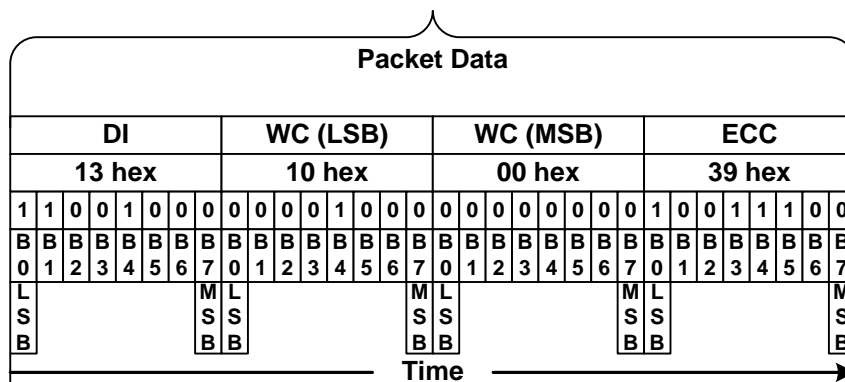 Packet Data
DI WC (LSB) WC (MSB) ECC
13 hex 10 hex 00 hex 39 hex
1 1 0 0 1 0 0 0 0 0 0 0 1 0 0 0 0 0 0 0 0 0 0 0 1 0 0 1 1 1 0 0
B B B B B B B B B B B B B B B B B B B B B B B B B B B B B B B B
0 1 2 3 4 5 6 7 0 1 2 3 4 5 6 7 0 1 2 3 4 5 6 7 0 1 2 3 4 5 6 7
L M L M L M L M
S S S S S S S S
B B B B B B B B
Time